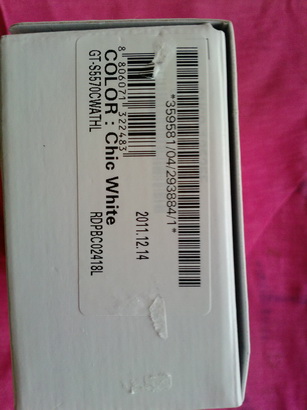 *359581/04/293884/1*
8 806071 322483
2011.12.14
GT-S5570CWATHL
COLOR : Chic White
RDPBC02418L